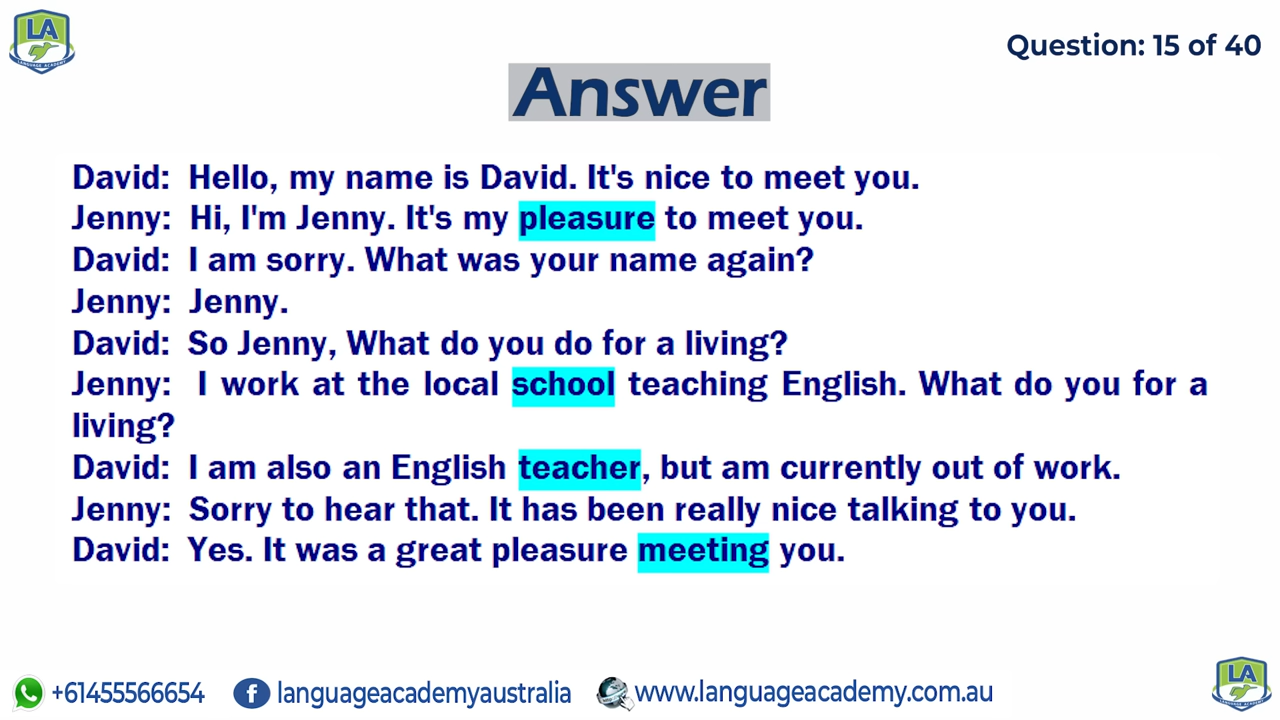 LA
LANGUAGE ACADEMY
Question: 15 of 40
Answer
David: Hello, my name is David. It's nice to meet you.
Jenny: Hi, I'm Jenny. It's my pleasure to meet you.
David: I am sorry. What was your name again?
Jenny: Jenny.
David: So Jenny, What do you do for a living?
Jenny: I work at the local school teaching English. What do you for a
living?
David: I am also an English teacher, but am currently out of work.
Jenny: Sorry to hear that. It has been really nice talking to you.
David: Yes. It was a great pleasure meeting you.
+61455566654 f languageacademyaustralia www.languageacademy.com.au
LA
LANGUAGE ACADEMY